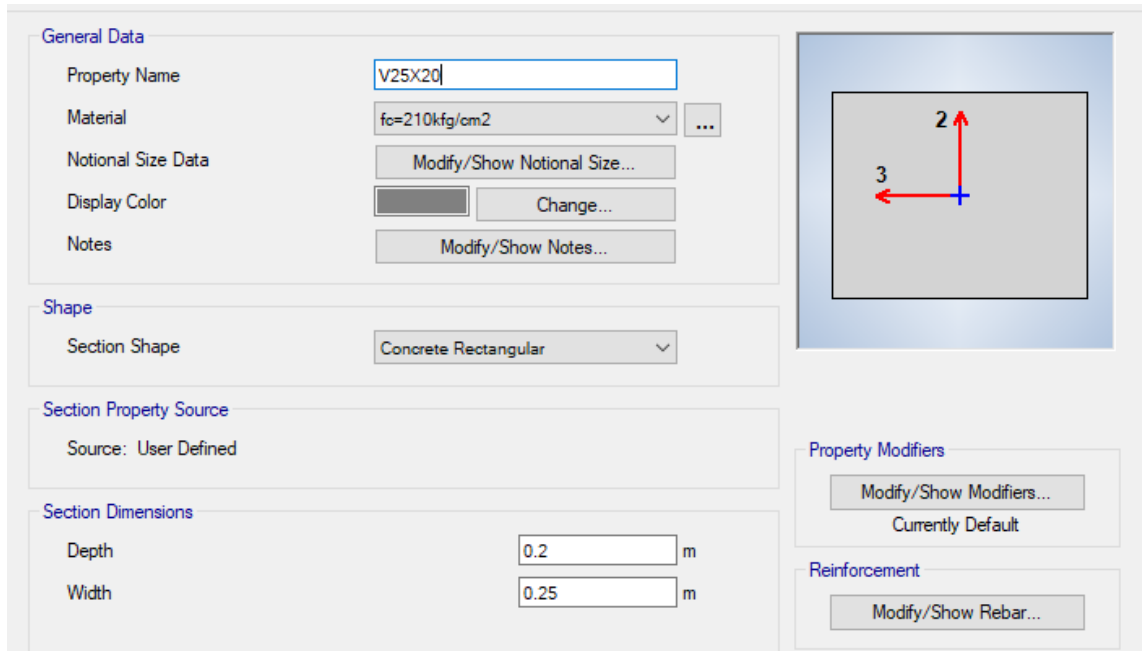 General Data
Property Name V25X20
Material fc=210kfg/cm2 ...
Notional Size Data Modify/Show Notional Size...
Display Color Change...
Notes Modify/Show Notes...
2
3
Shape
Section Shape Concrete Rectangular
Section Property Source
Source: User Defined
Section Dimensions
Depth 0.2 m
Width 0.25 m
Property Modifiers
Modify/Show Modifiers...
Currently Default
Reinforcement
Modify/Show Rebar...